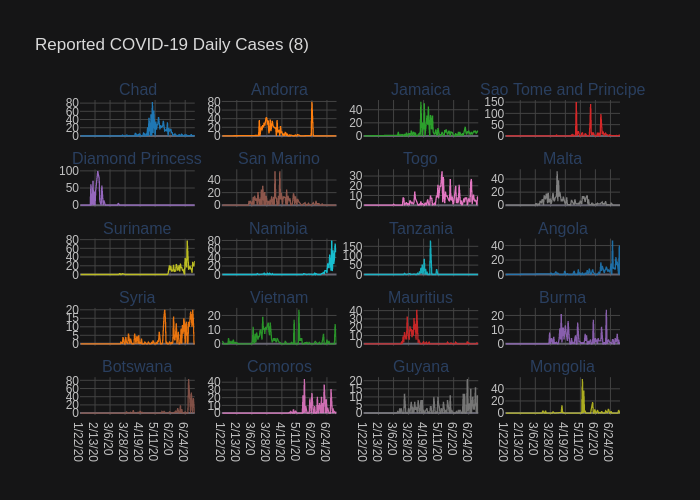 Reported COVID-19 Daily Cases (8)
Chad Andorra Jamaica Sao Tome and Principe
80 60 40 20 0
80 60 40 20 0
40 20 0
150 100 50 0
Diamond Princess San Marino Togo Malta
100 50 0
40 20 0
30 20 10 0
40 20 0
Suriname Namibia Tanzania Angola
80 60 40 20 0
80 60 40 20 0
150 100 50 0
40 20 0
Syria Vietnam Mauritius Burma
20 15 10 5 0
20 10 0
40 30 20 10 0
20 10 0
Botswana Comoros Guyana Mongolia
80 60 40 20 0
40 30 20 10 0
20 15 10 5 0
40 20 0
1/22/20 2/13/20 3/6/20 3/28/20 4/19/20 5/11/20 6/2/20 6/24/20
1/22/20 2/13/20 3/6/20 3/28/20 4/19/20 5/11/20 6/2/20 6/24/20
1/22/20 2/13/20 3/6/20 3/28/20 4/19/20 5/11/20 6/2/20 6/24/20
1/22/20 2/13/20 3/6/20 3/28/20 4/19/20 5/11/20 6/2/20 6/24/20